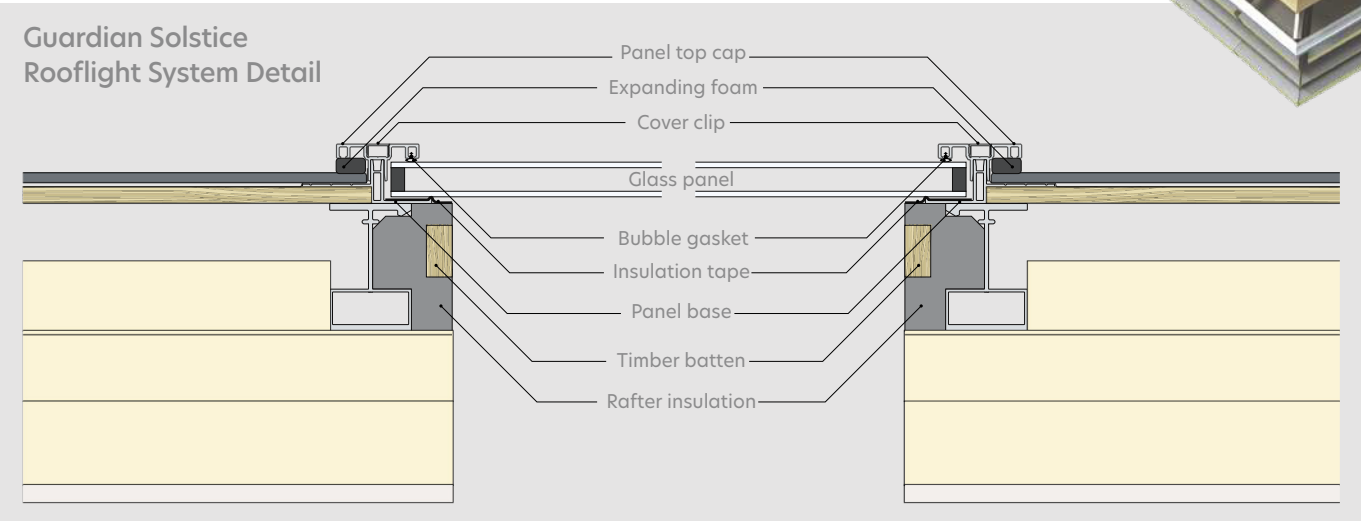 Guardian Solstice
Rooflight System Detail
Panel top cap
Expanding foam
Cover clip
Glass panel
Bubble gasket
Insulation tape
Panel base
Timber batten
Rafter insulation